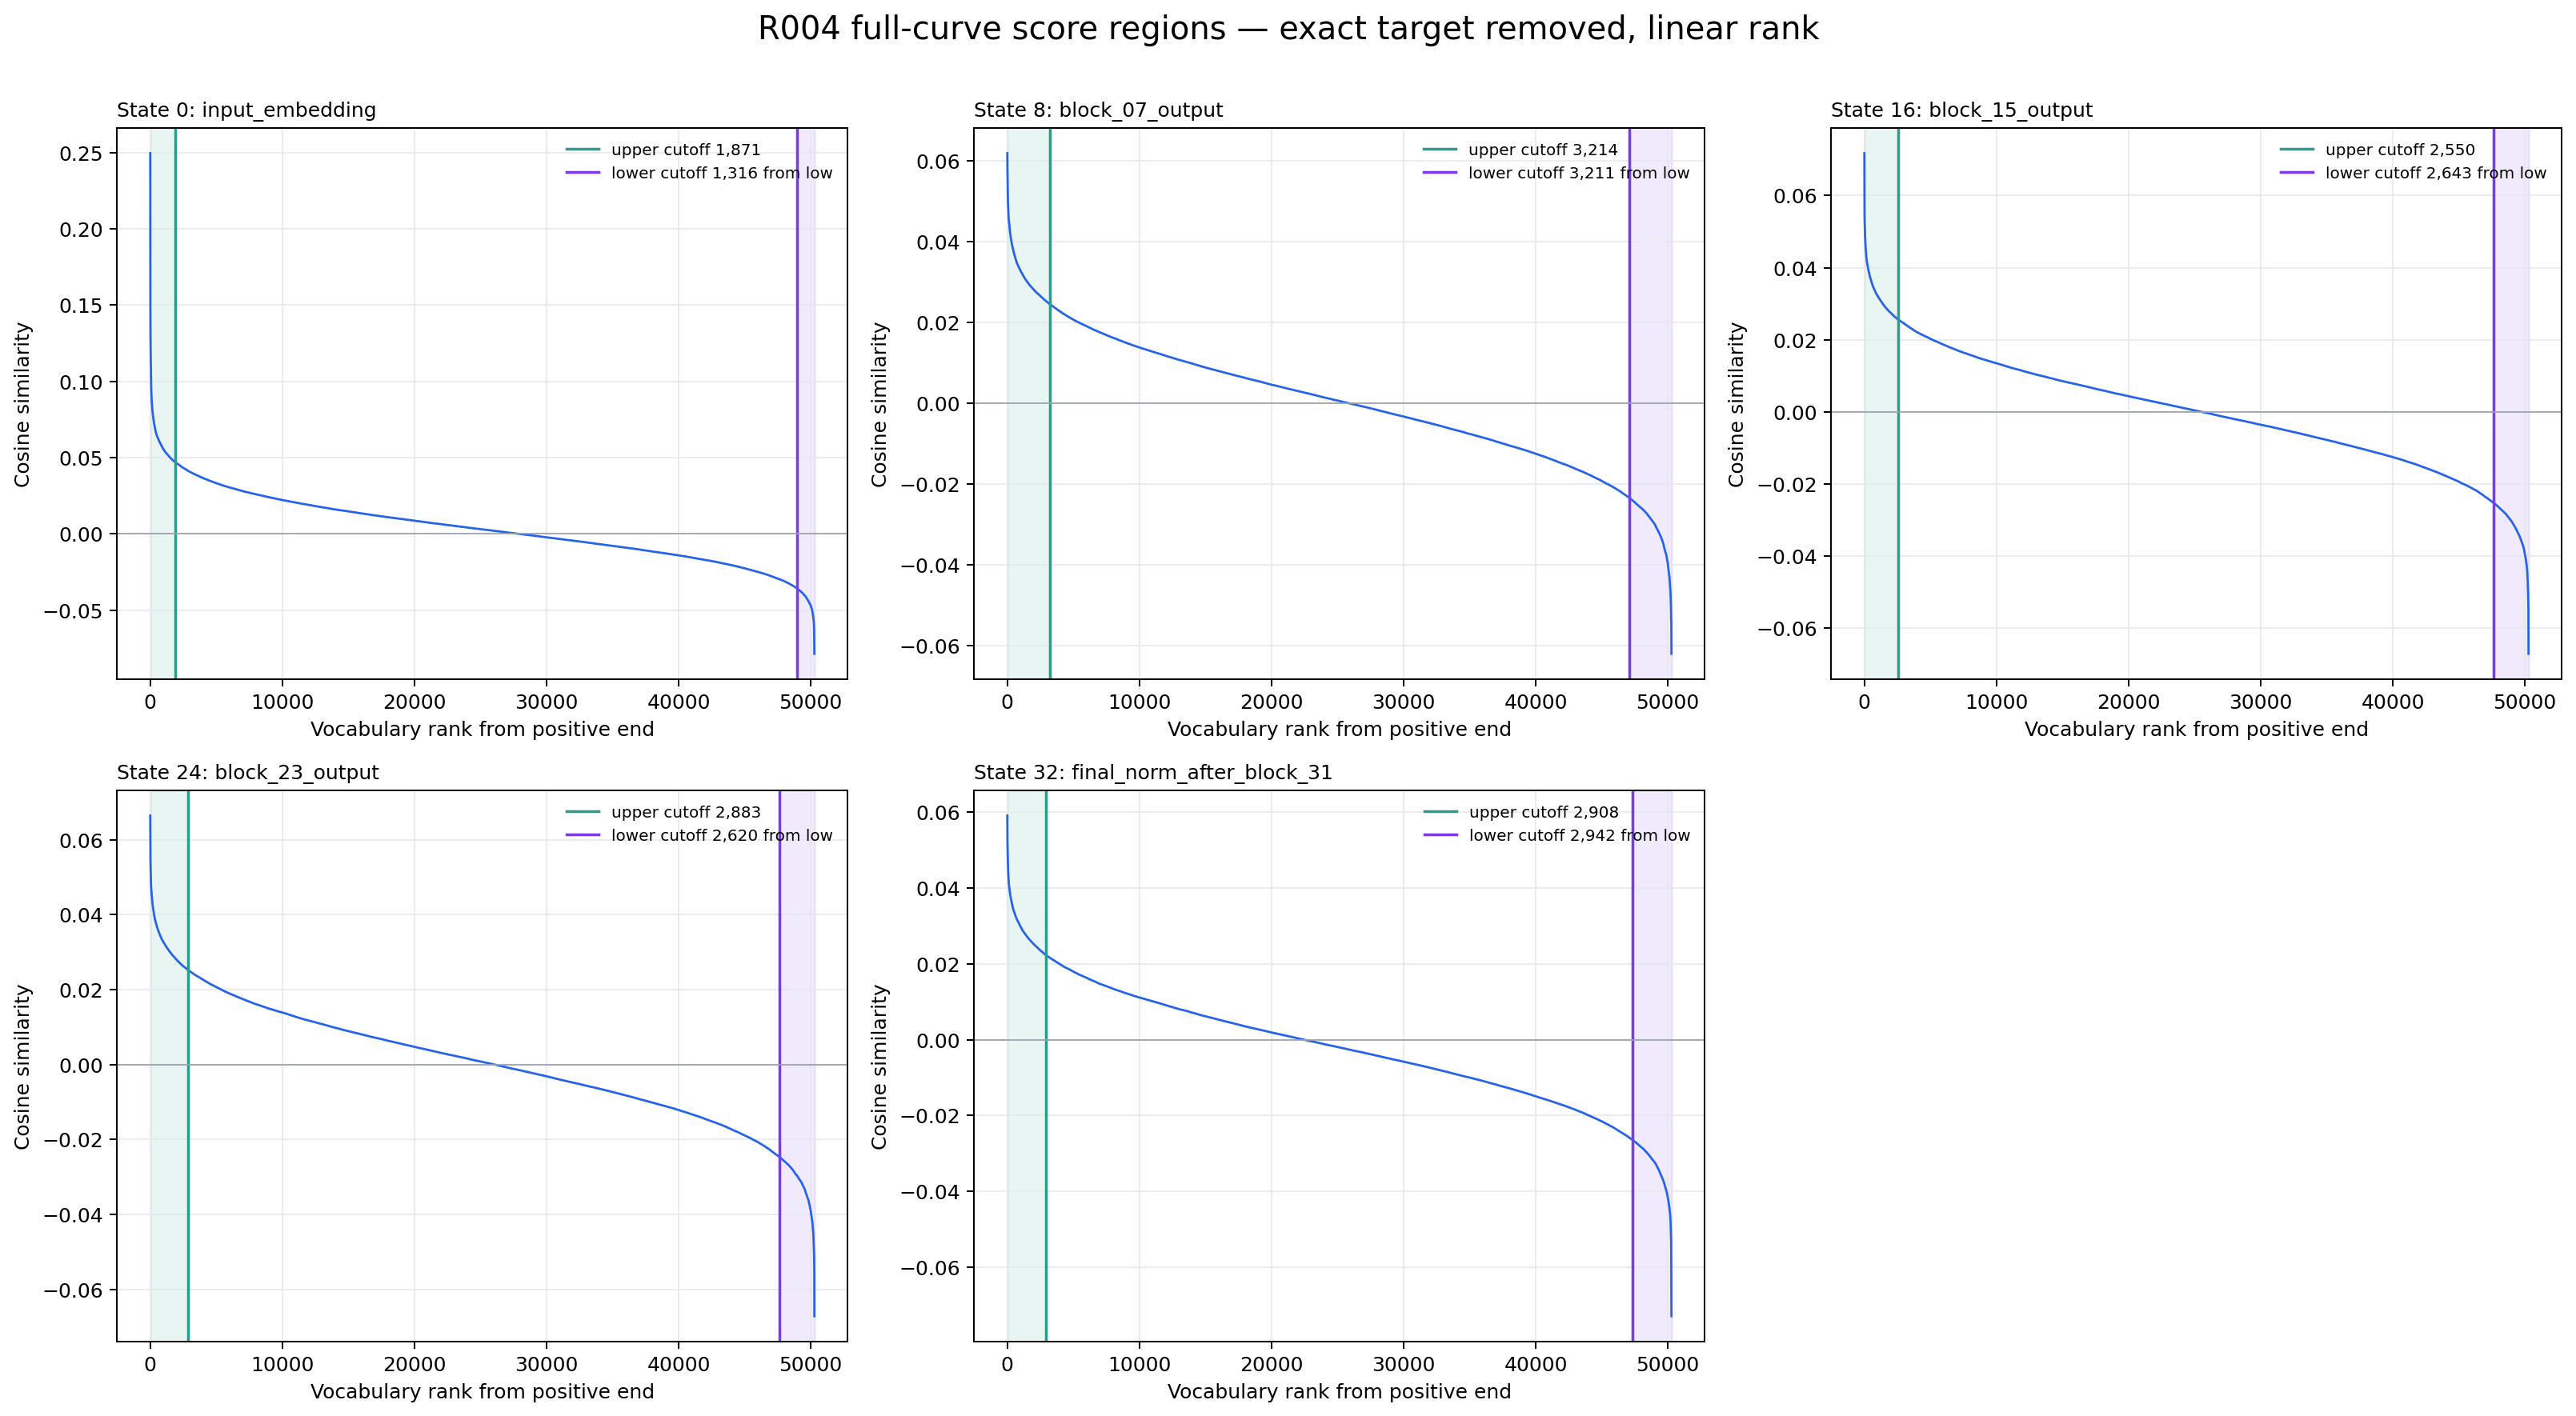 R004 full-curve score regions — exact target removed, linear rank
State 0: input_embedding
upper cutoff 1,871
lower cutoff 1,316 from low
Cosine similarity
0.25
0.20
0.15
0.10
0.05
0.00
−0.05
0
10000
20000
30000
40000
50000
Vocabulary rank from positive end
State 8: block_07_output
upper cutoff 3,214
lower cutoff 3,211 from low
Cosine similarity
0.06
0.04
0.02
0.00
−0.02
−0.04
−0.06
0
10000
20000
30000
40000
50000
Vocabulary rank from positive end
State 16: block_15_output
upper cutoff 2,550
lower cutoff 2,643 from low
Cosine similarity
0.06
0.04
0.02
0.00
−0.02
−0.04
−0.06
0
10000
20000
30000
40000
50000
Vocabulary rank from positive end
State 24: block_23_output
upper cutoff 2,883
lower cutoff 2,620 from low
Cosine similarity
0.06
0.04
0.02
0.00
−0.02
−0.04
−0.06
0
10000
20000
30000
40000
50000
Vocabulary rank from positive end
State 32: final_norm_after_block_31
upper cutoff 2,908
lower cutoff 2,942 from low
Cosine similarity
0.06
0.04
0.02
0.00
−0.02
−0.04
−0.06
0
10000
20000
30000
40000
50000
Vocabulary rank from positive end